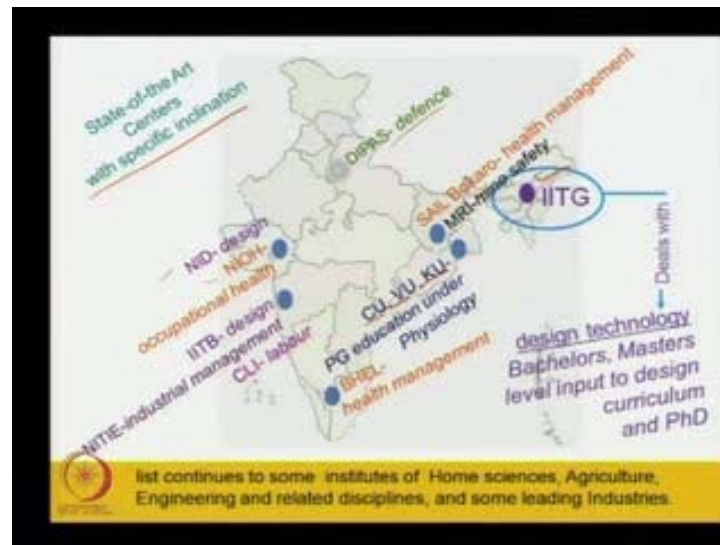 State-of-the Art
Centers
with specific inclination
DIPAS- defence
SAIL Bokaro- health management
MRI-mine safety
IITG
Deals with
design technology
Bachelors, Masters
level input to design
curriculum
and PhD
NID- design
NIOH-
occupational health
IITB- design
NITIE-industrial management
CLI- labour
CU, VU, KU-
PG education under
Physiology
BHEL-
health management
list continues to some institutes of Home sciences, Agriculture,
Engineering and related disciplines, and some leading Industries.